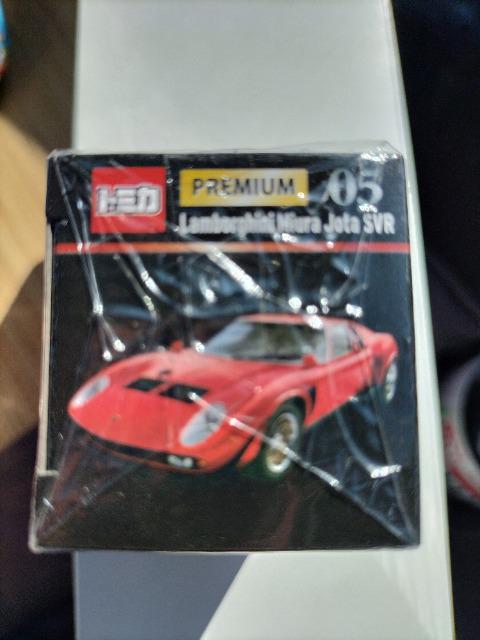 トミカ PREMIUM 05
Lamborghini Miura Jota SVR